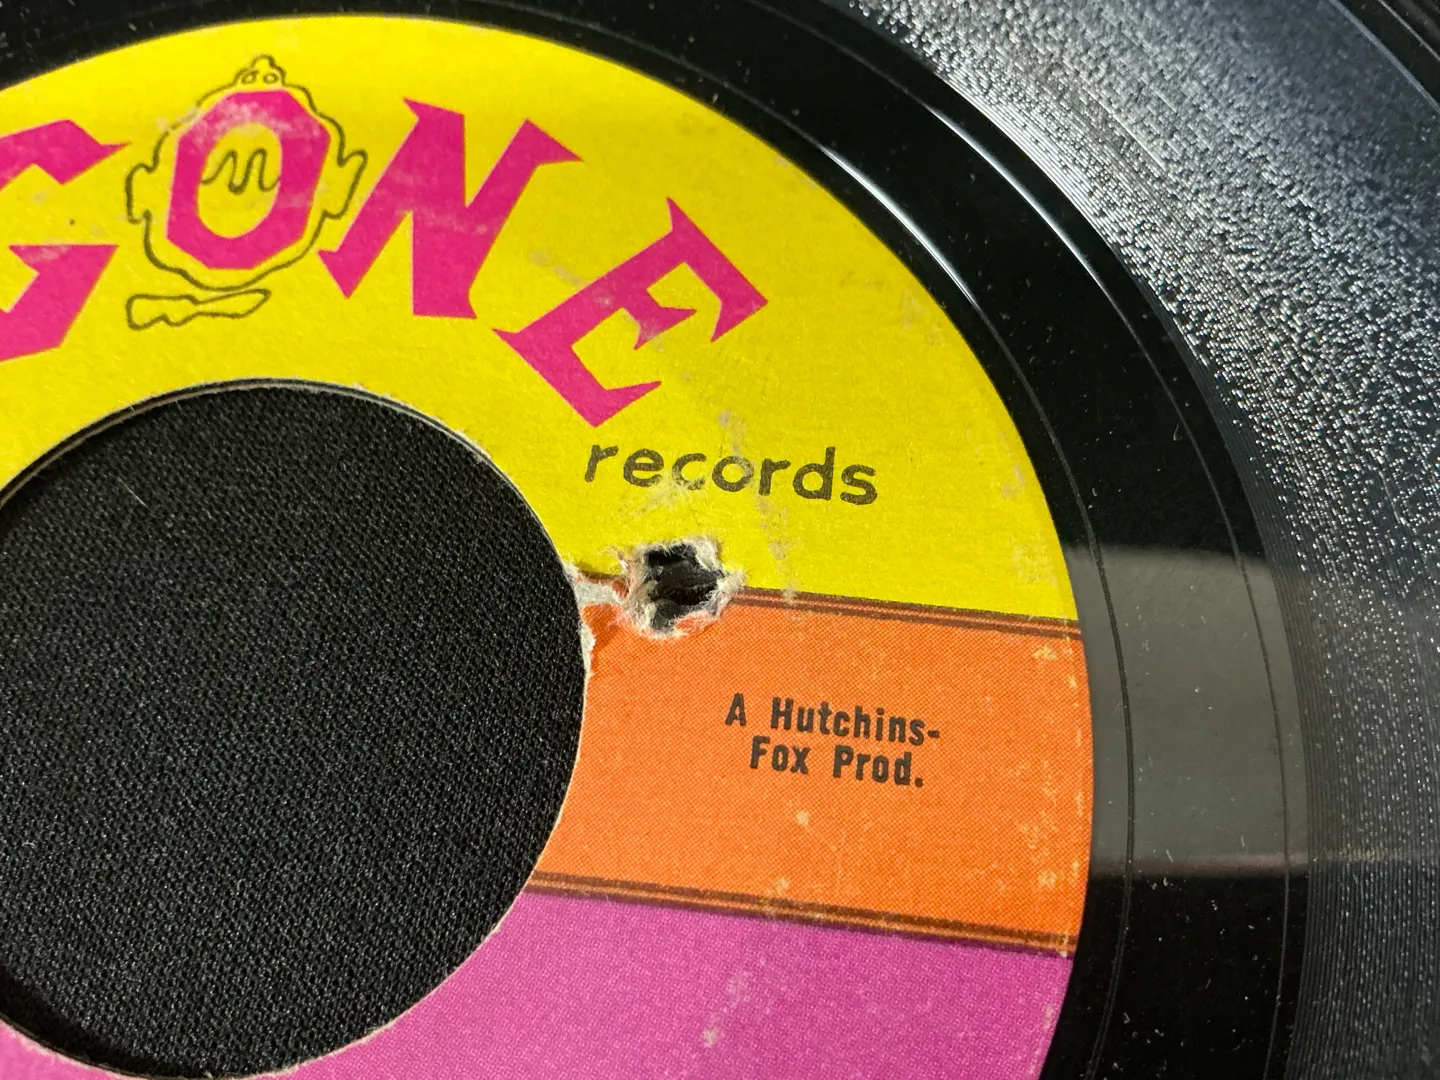 GONE
records
A Hutchins-
Fox Prod.